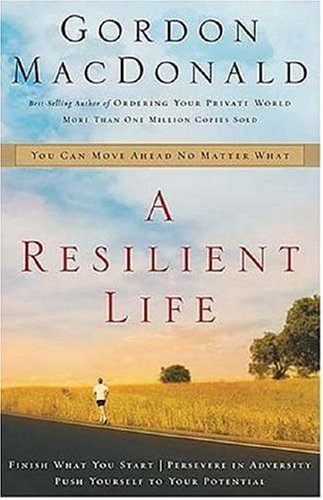 GORDON
MACDONALD
Best-Selling Author of ORDERING YOUR PRIVATE WORLD
MORE THAN ONE MILLION COPIES SOLD
YOU CAN MOVE AHEAD NO MATTER WHAT
A
RESILIENT
LIFE
FINISH WHAT YOU START | PERSEVERE IN ADVERSITY
PUSH YOURSELF TO YOUR POTENTIAL